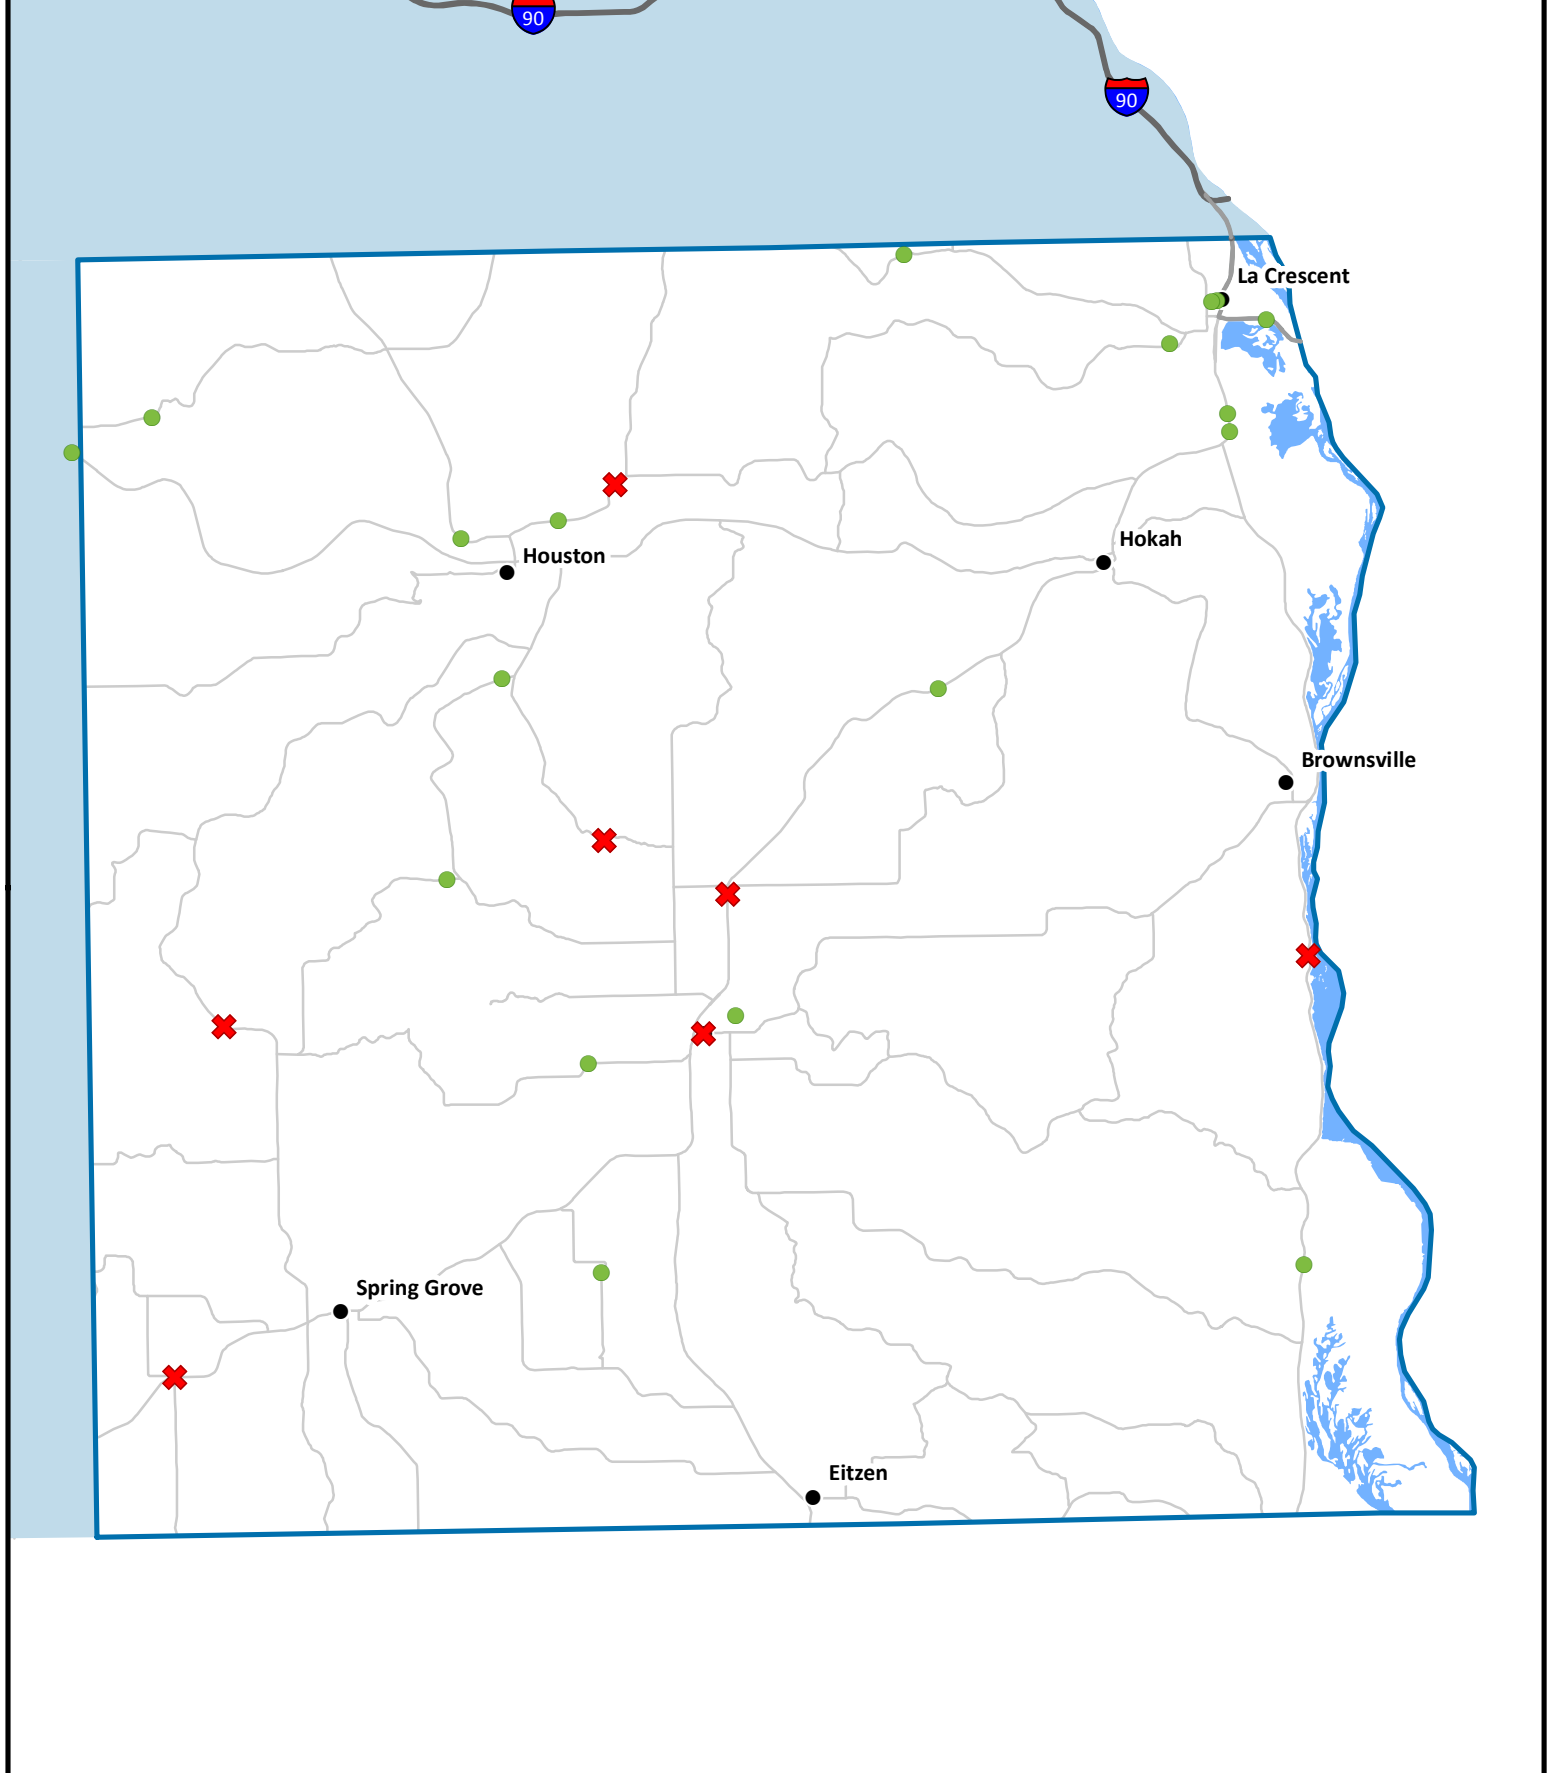 90
90
La Crescent
Hokah
Houston
Brownsville
Spring Grove
Eitzen